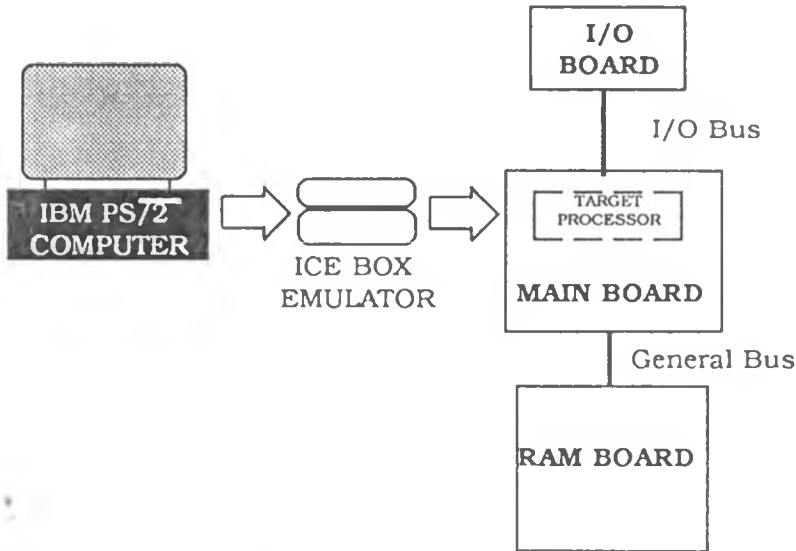 I/O
BOARD
I/O Bus
IBM PS/2
COMPUTER
TARGET
PROCESSOR
ICE BOX
EMULATOR
MAIN BOARD
General Bus
RAM BOARD